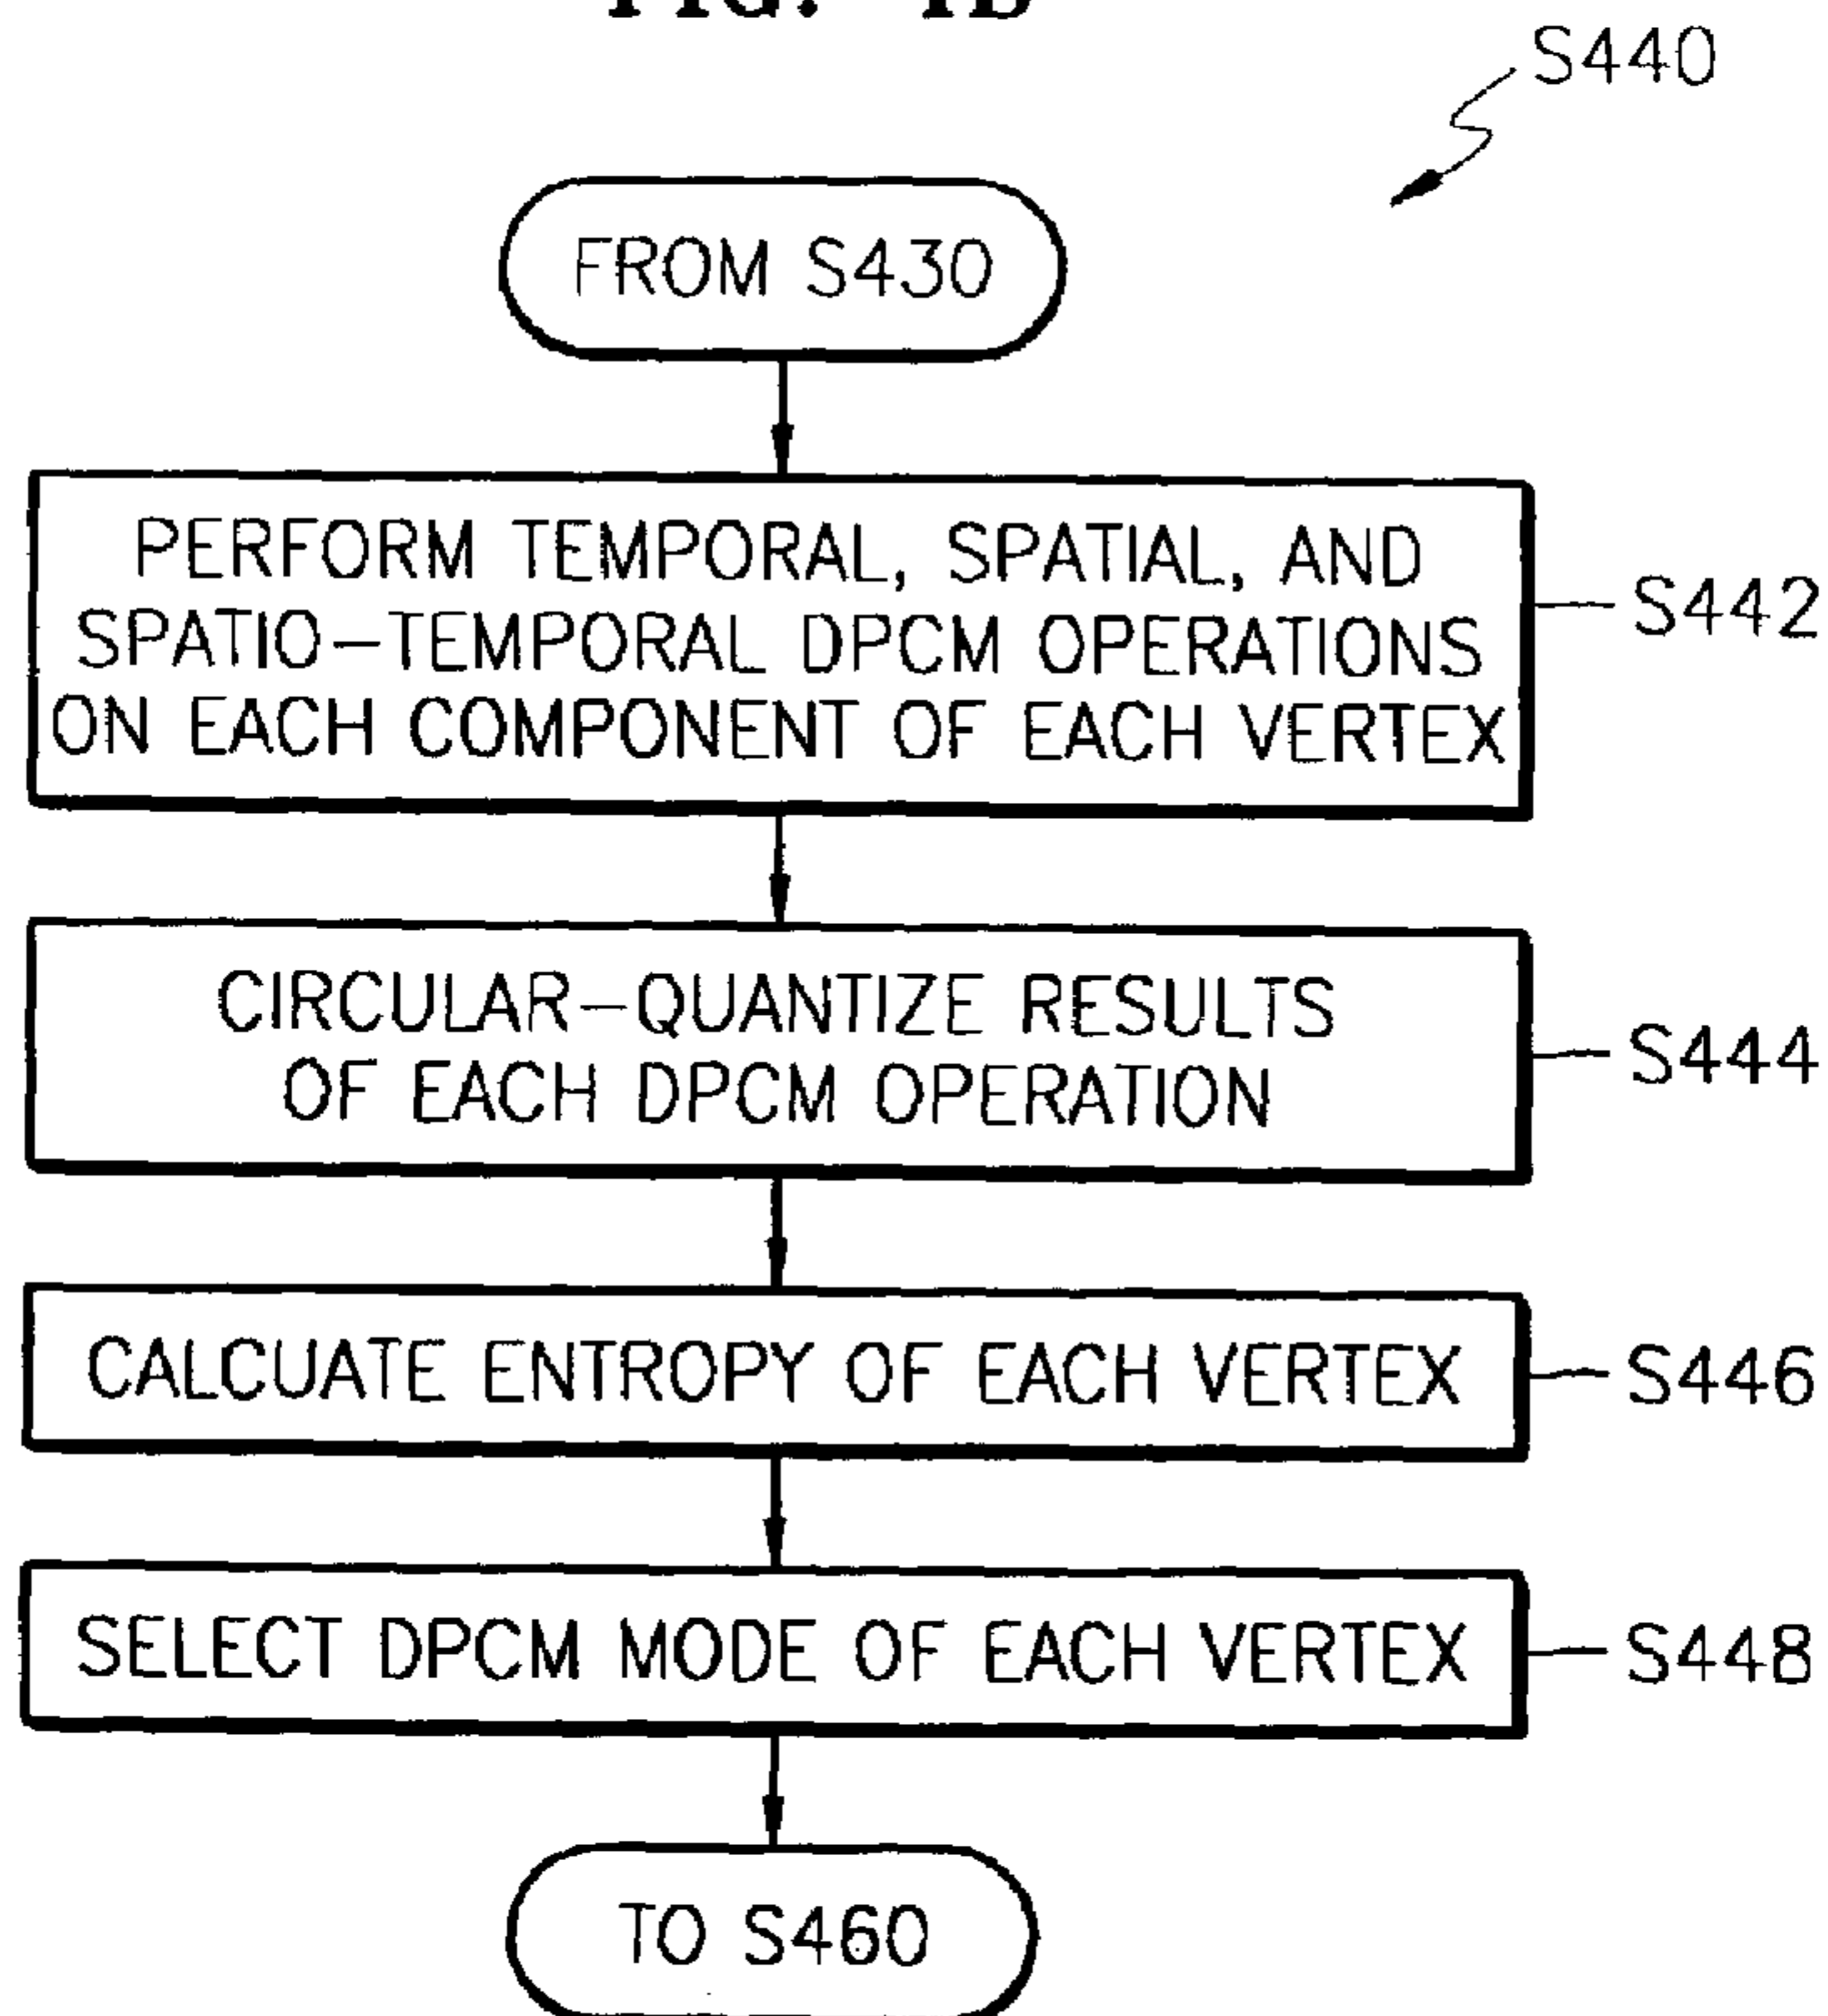 S440
FROM S430
PERFORM TEMPORAL, SPATIAL, AND
SPATIO-TEMPORAL DPCM OPERATIONS
ON EACH COMPONENT OF EACH VERTEX
S442
CIRCULAR-QUANTIZE RESULTS
OF EACH DPCM OPERATION
S444
CALCUATE ENTROPY OF EACH VERTEX
S446
SELECT DPCM MODE OF EACH VERTEX
S448
TO S460